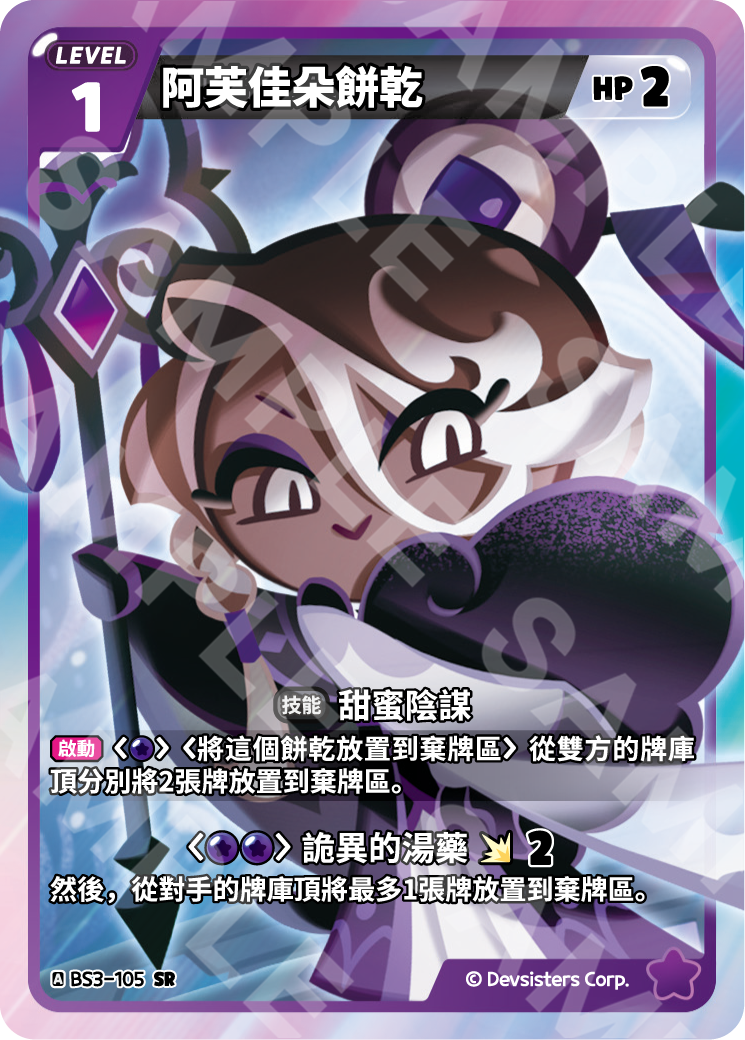 LEVEL
1
阿芙佳朵餅乾
HP 2
技能 甜蜜陰謀
啟動 〈★〉〈將這個餅乾放置到棄牌區〉從雙方的牌庫
頂分別將2張牌放置到棄牌區。
〈★★〉詭異的湯藥 2
然後，從對手的牌庫頂將最多1張牌放置到棄牌區。
A BS3-105 SR
© Devsisters Corp.
SAMPLE
SAMPLE
SAMPLE
SAMPLE